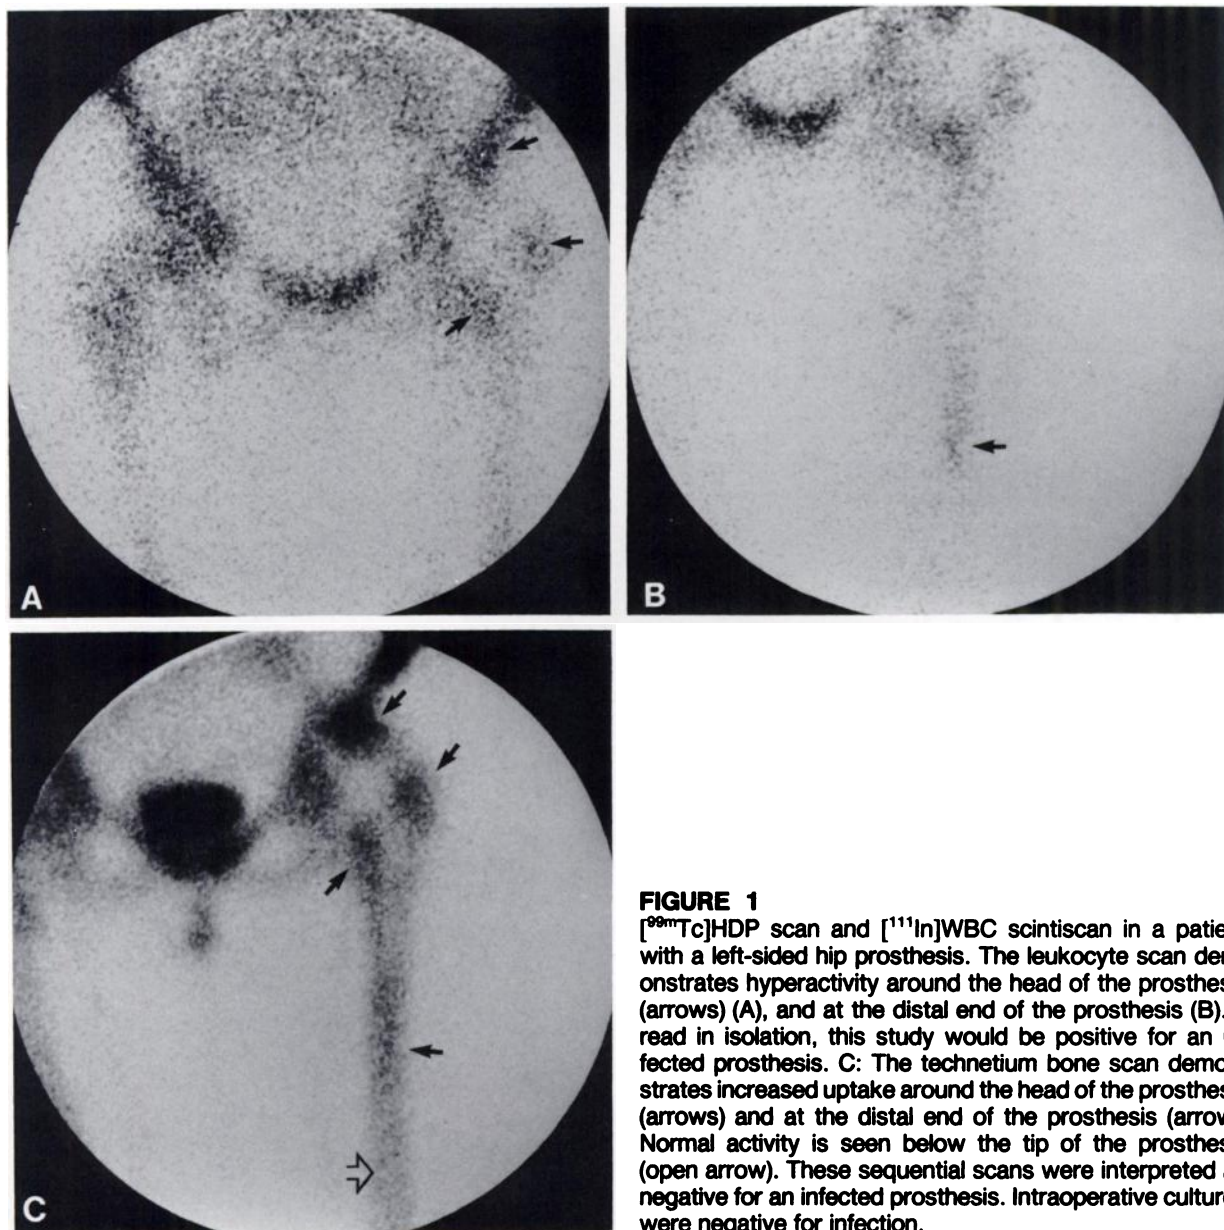 A
B
C
FIGURE 1
[99mTc]HDP scan and [111In]WBC scintiscan in a patie
with a left-sided hip prosthesis. The leukocyte scan der
onstrates hyperactivity around the head of the prosthes
(arrows) (A), and at the distal end of the prosthesis (B).
read in isolation, this study would be positive for an
fected prosthesis. C: The technetium bone scan demo
strates increased uptake around the head of the prosthes
(arrows) and at the distal end of the prosthesis (arrow
Normal activity is seen below the tip of the prosthes
(open arrow). These sequential scans were interpreted
negative for an infected prosthesis. Intraoperative culture
were negative for infection.